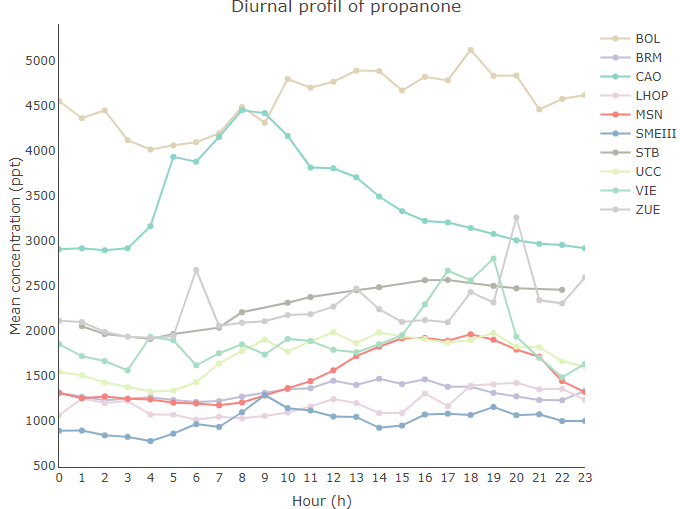 Diurnal profil of propanone
Mean concentration (ppt)
5000
4500
4000
3500
3000
2500
2000
1500
1000
500
0 1 2 3 4 5 6 7 8 9 10 11 12 13 14 15 16 17 18 19 20 21 22 23
Hour (h)
BOL
BRM
CAO
LHOP
MSN
SMEIII
STB
UCC
VIE
ZUE